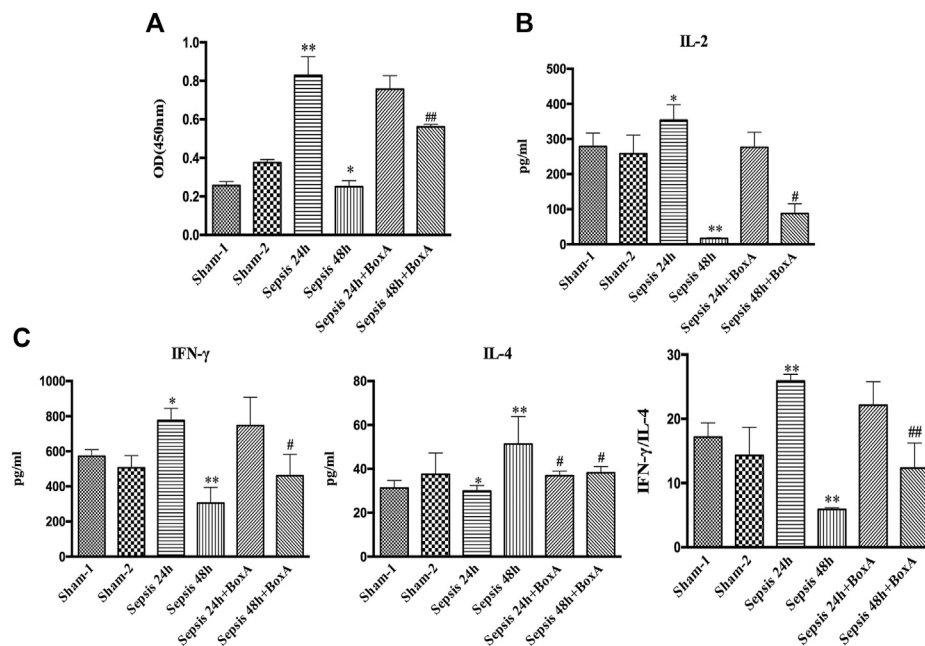 A
OD(450nm)
1.0
0.8
0.6
0.4
0.2
0.0
**
*
##
Sham-1
Sham-2
Sepsis 24h
Sepsis 48h
Sepsis 24h+BoxA
Sepsis 48h+BoxA
B
IL-2
pg/ml
500
400
300
200
100
0
*
**
#
Sham-1
Sham-2
Sepsis 24h
Sepsis 48h
Sepsis 24h+BoxA
Sepsis 48h+BoxA
C
IFN-γ
pg/ml
1000
800
600
400
200
0
*
**
#
Sham-1
Sham-2
Sepsis 24h
Sepsis 48h
Sepsis 24h+BoxA
Sepsis 48h+BoxA
IL-4
pg/ml
80
60
40
20
0
*
**
#
#
Sham-1
Sham-2
Sepsis 24h
Sepsis 48h
Sepsis 24h+BoxA
Sepsis 48h+BoxA
IFN-γ/IL-4
30
20
10
0
**
**
##
Sham-1
Sham-2
Sepsis 24h
Sepsis 48h
Sepsis 24h+BoxA
Sepsis 48h+BoxA